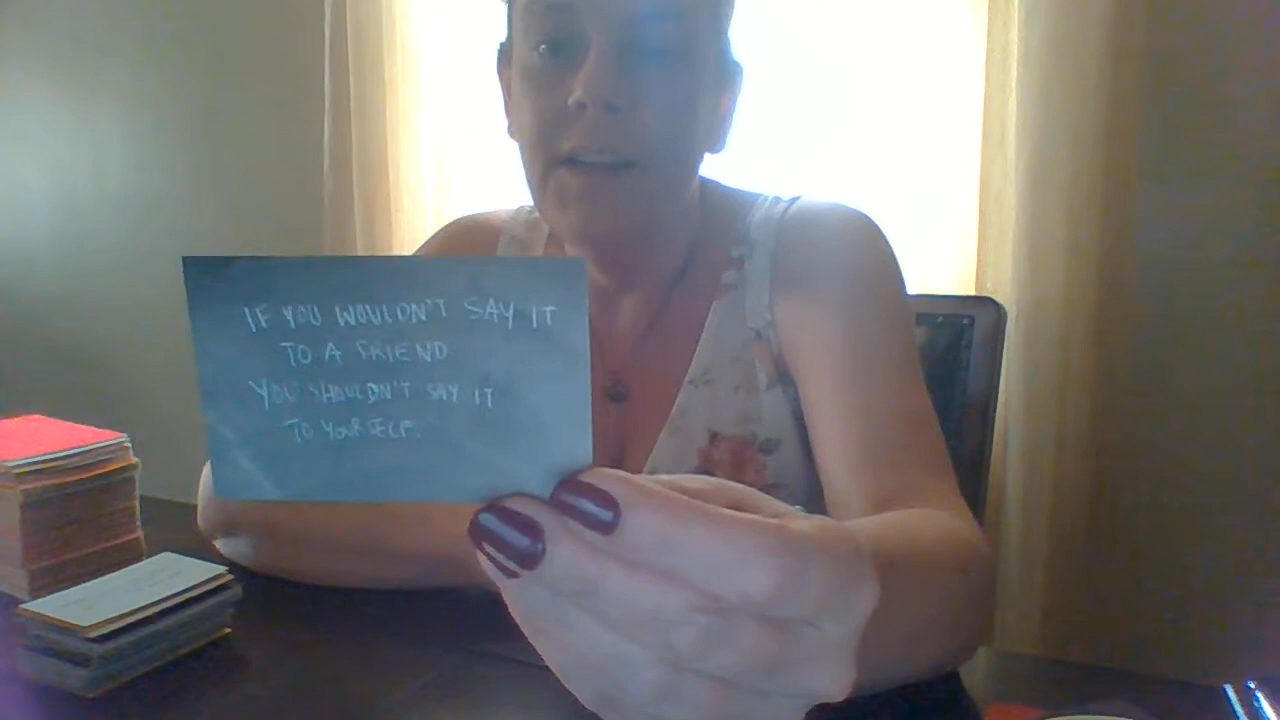 IF YOU WOULDN'T SAY IT
TO A FRIEND
YOU SHOULDN'T SAY IT
TO YOURSELF.